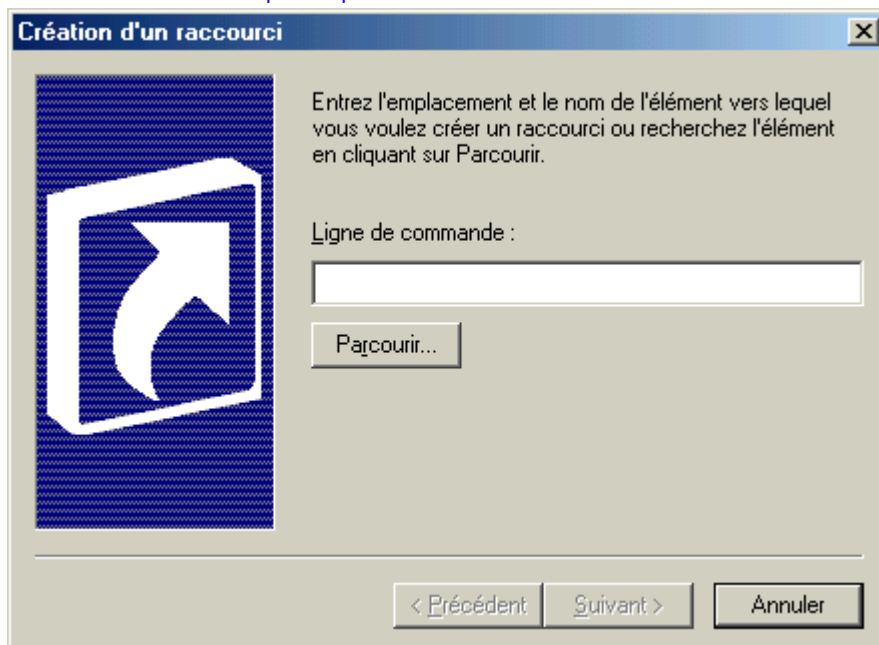 Création d'un raccourci
Entrez l'emplacement et le nom de l'élément vers lequel
vous voulez créer un raccourci ou recherchez l'élément
en cliquant sur Parcourir.
Ligne de commande :
Parcourir...
< Précédent
Suivant >
Annuler